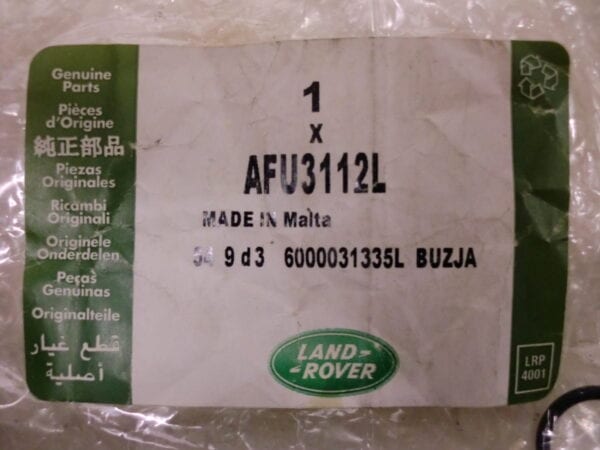 Genuine
Parts
Pièces
d'Origine
純正部品
Piezas
Originales
Ricambi
Originali
Originele
Onderdelen
Peças
Genuinas
Originalteile
قطع غيار
أصلية
1
X
AFU3112L
MADE IN Malta
9 d 3 6000031335L BUZJA
LAND-
-ROVER
LRP
4001